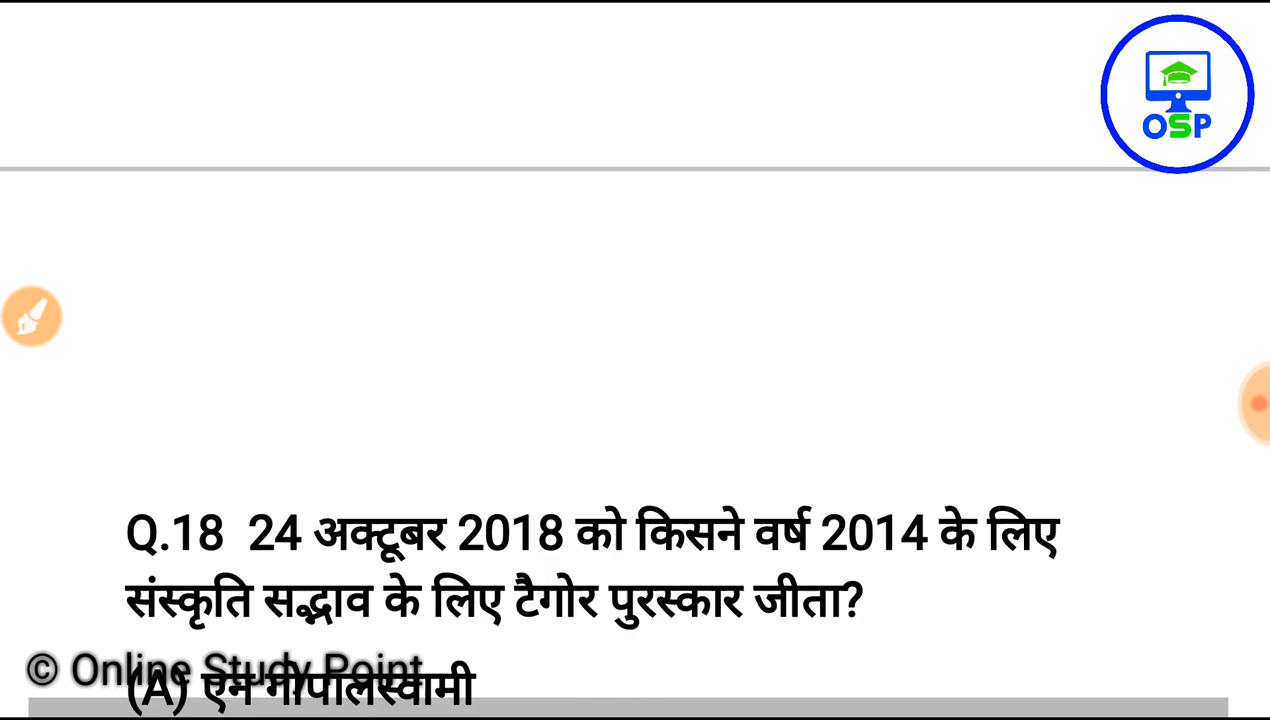 OSP
Q.18 24 अक्टूबर 2018 को किसने वर्ष 2014 के लिए
संस्कृति सद्भाव के लिए टैगोर पुरस्कार जीता?
© Online Study Point
(A) एन गोपालस्वामी